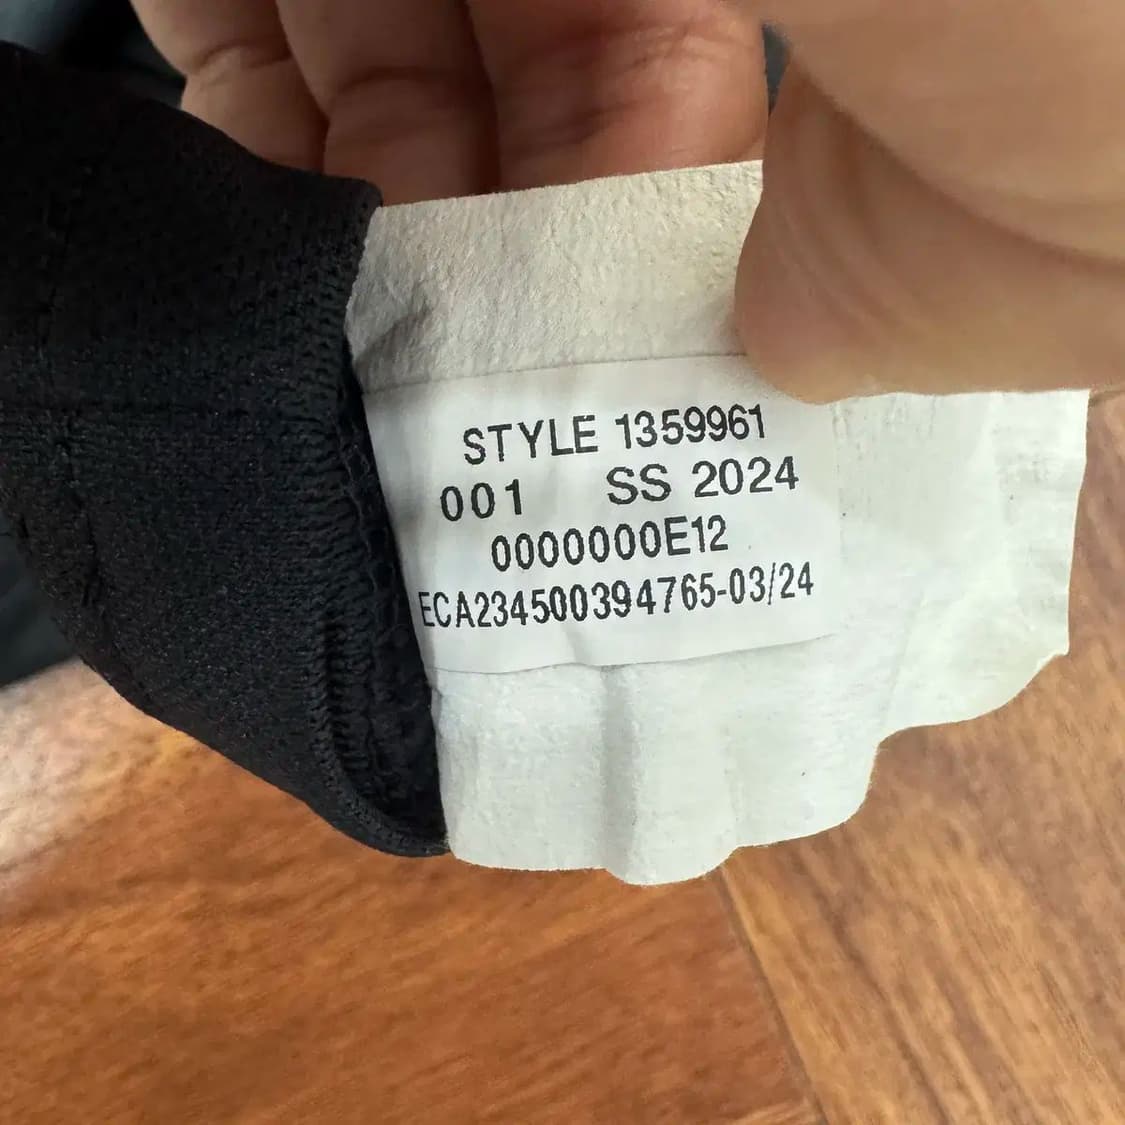 STYLE 1359961
001 SS 2024
0000000E12
ECA234500394765-03/24